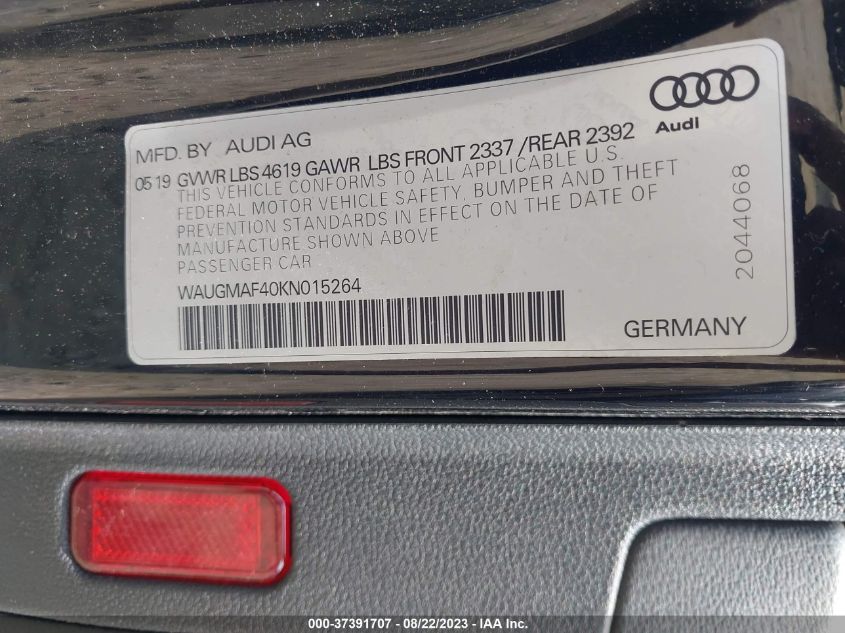 Audi
MFD. BY AUDI AG
05 19 GVWR LBS 4619 GAWR LBS FRONT 2337 /REAR 2392
THIS VEHICLE CONFORMS TO ALL APPLICABLE U.S.
FEDERAL MOTOR VEHICLE SAFETY, BUMPER AND THEFT
PREVENTION STANDARDS IN EFFECT ON THE DATE OF
MANUFACTURE SHOWN ABOVE
PASSENGER CAR
WAUGMAF40KN015264
GERMANY
2044068
000-37391707 - 08/22/2023 - IAAI.com.